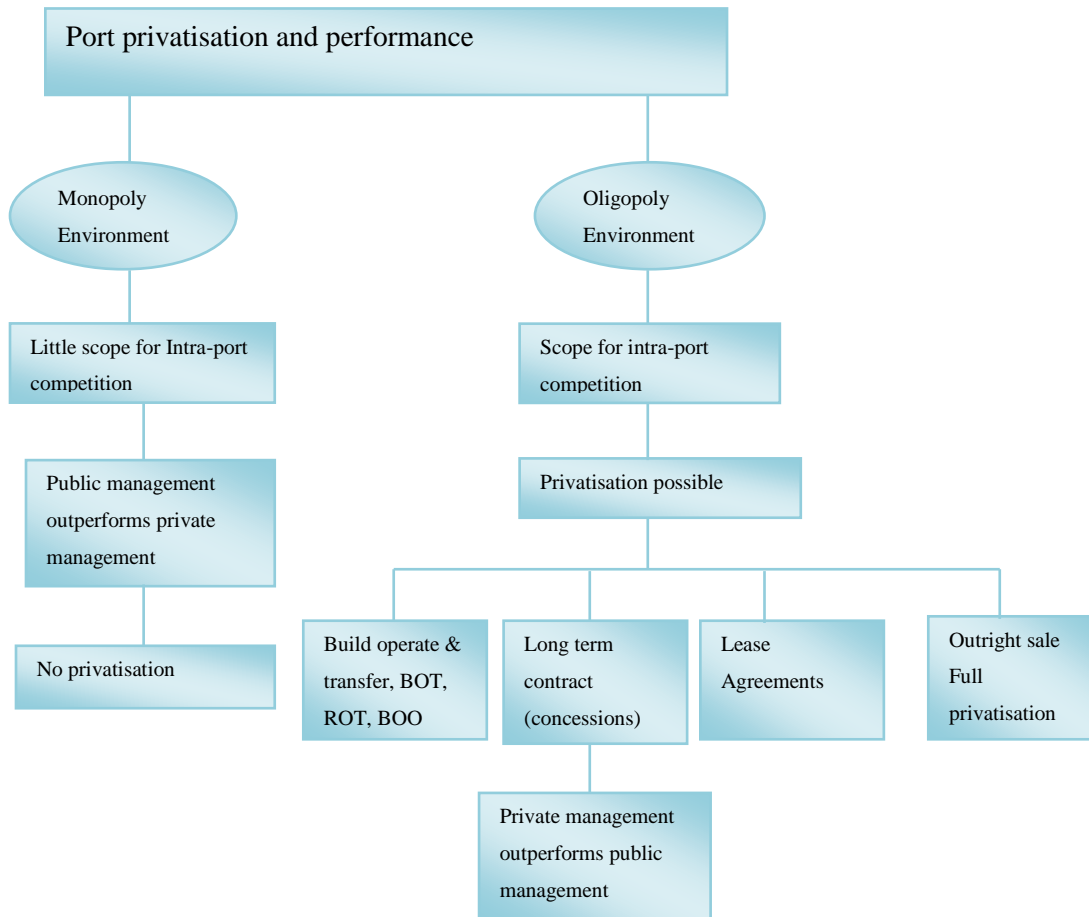 Port privatisation and performance
Monopoly
Environment
Oligopoly
Environment
Little scope for Intra-port
competition
Scope for intra-port
competition
Public management
outperforms private
management
Privatisation possible
No privatisation
Build operate &
transfer, BOT,
ROT, BOO
Long term
contract
(concessions)
Lease
Agreements
Outright sale
Full
privatisation
Private management
outperforms public
management